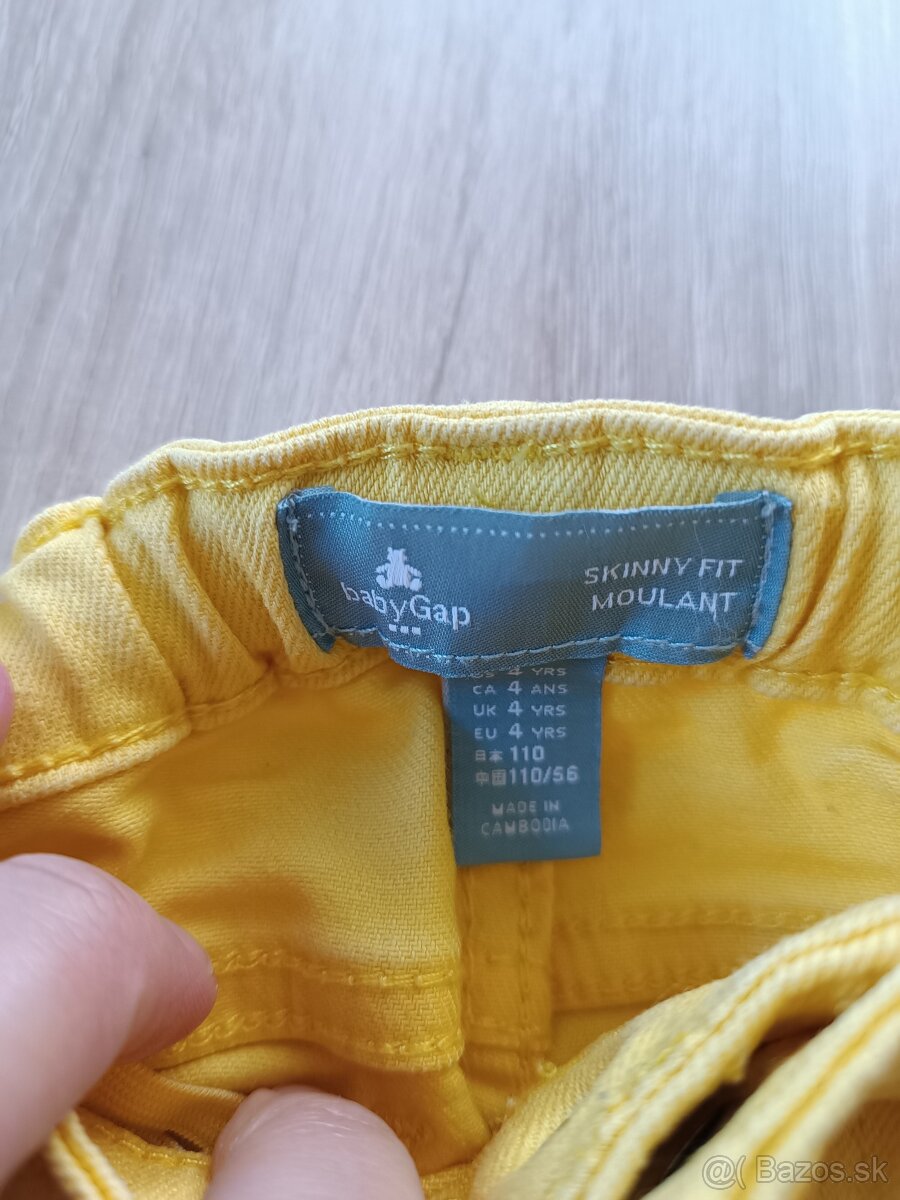 babyGap
SKINNY FIT
MOULANT
US 4 YRS
CA 4 ANS
UK 4 YRS
EU 4 YRS
日本 110
中国 110/56
MADE IN
CAMBODIA
@( Bazos.sk